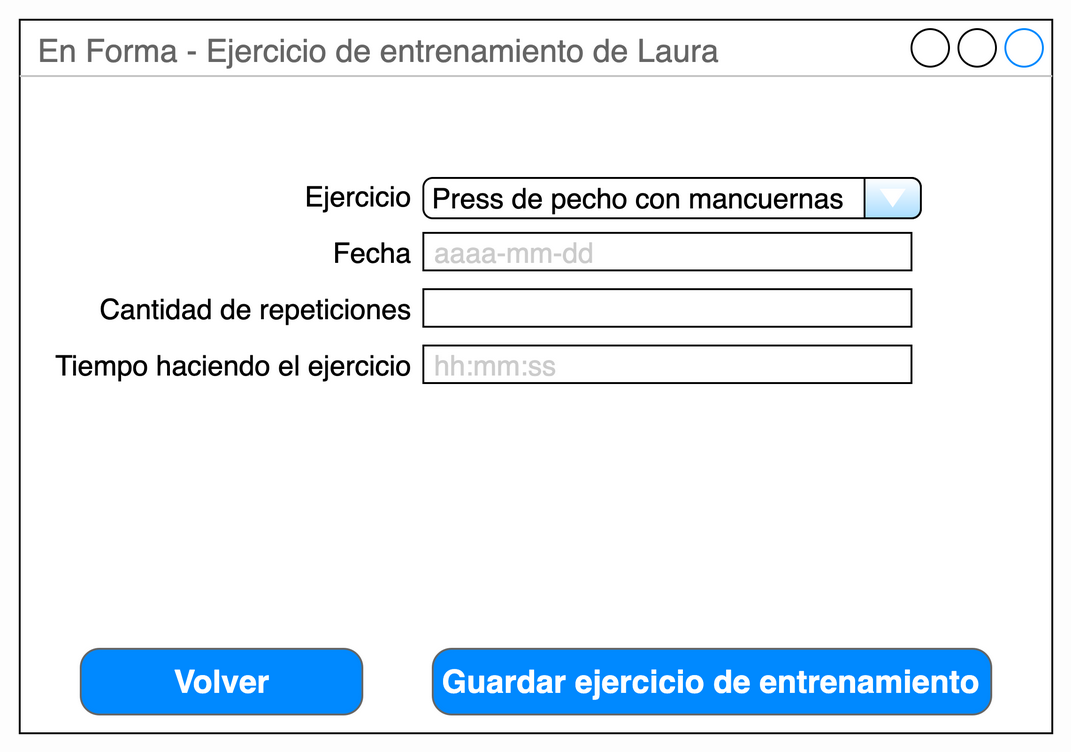 En Forma - Ejercicio de entrenamiento de Laura
Ejercicio Press de pecho con mancuernas
Fecha aaaa-mm-dd
Cantidad de repeticiones
Tiempo haciendo el ejercicio hh:mm:ss
Volver Guardar ejercicio de entrenamiento